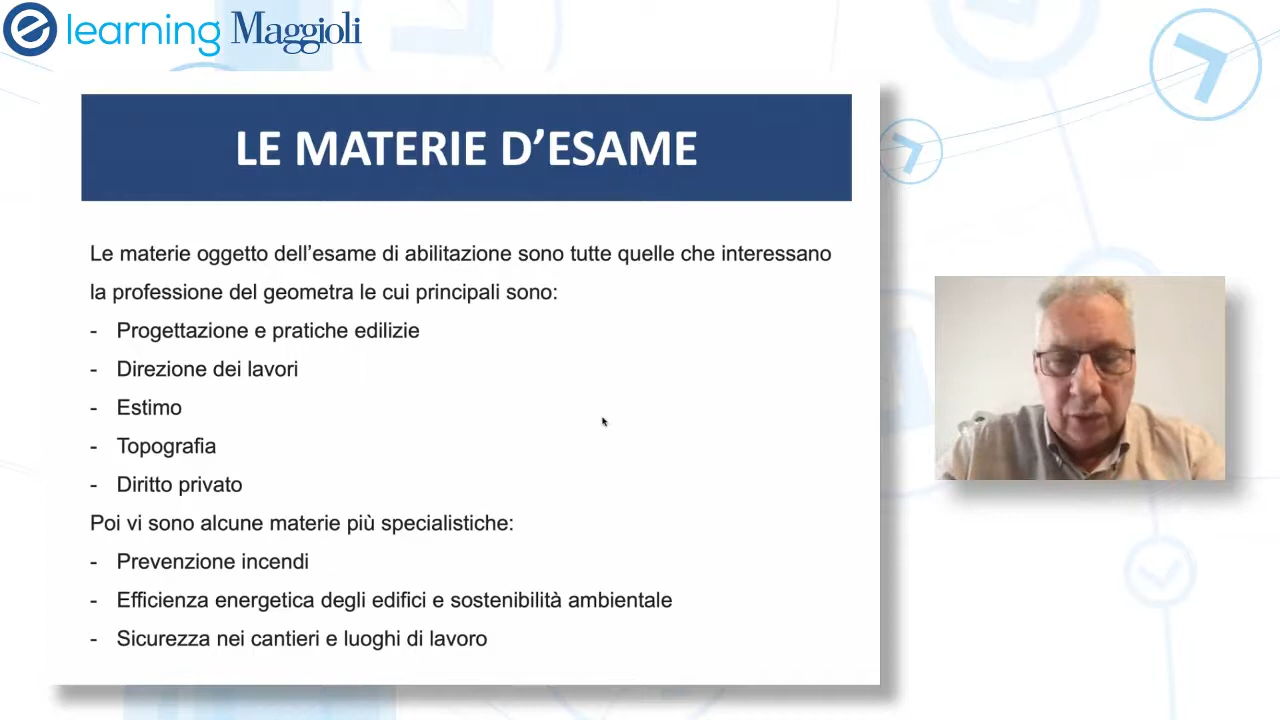 e learning Maggioli
LE MATERIE D’ESAME
Le materie oggetto dell’esame di abilitazione sono tutte quelle che interessano
la professione del geometra le cui principali sono:
- Progettazione e pratiche edilizie
- Direzione dei lavori
- Estimo
- Topografia
- Diritto privato
Poi vi sono alcune materie più specialistiche:
- Prevenzione incendi
- Efficienza energetica degli edifici e sostenibilità ambientale
- Sicurezza nei cantieri e luoghi di lavoro